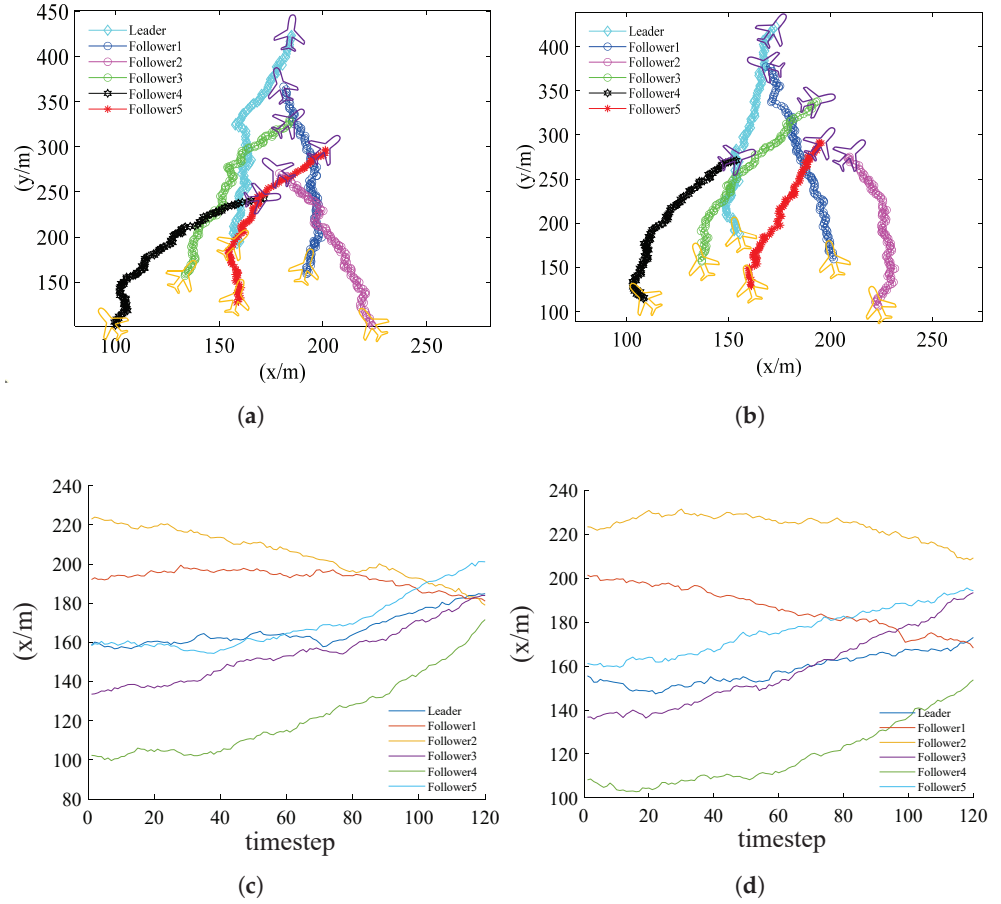 450
400
350
300
250
200
150
(y/m)
100
150
200
250
(x/m)
Leader
Follower1
Follower2
Follower3
Follower4
Follower5
(a)
400
350
300
250
200
150
100
(y/m)
100
150
200
250
(x/m)
Leader
Follower1
Follower2
Follower3
Follower4
Follower5
(b)
240
220
200
180
160
140
120
100
80
(x/m)
0
20
40
60
80
100
120
timestep
Leader
Follower1
Follower2
Follower3
Follower4
Follower5
(c)
240
220
200
180
160
140
120
100
(x/m)
0
20
40
60
80
100
120
timestep
Leader
Follower1
Follower2
Follower3
Follower4
Follower5
(d)